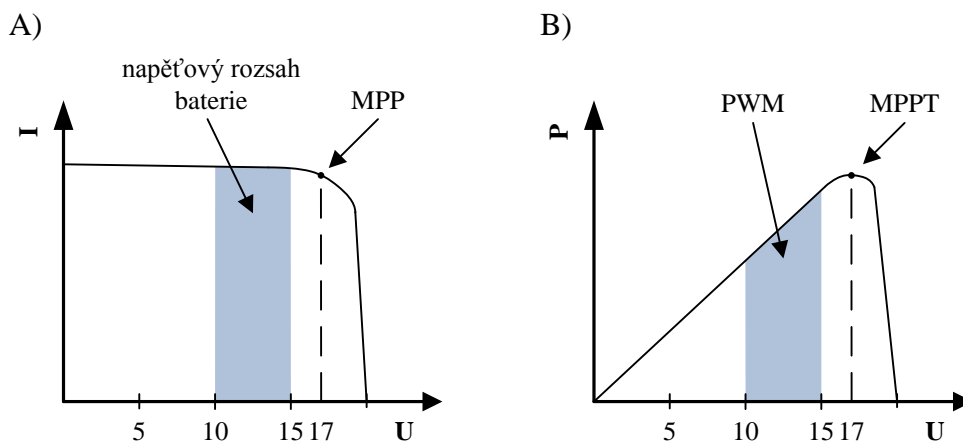 A)
napěťový rozsah
baterie
MPP
I
5
10
15
17
U
B)
PWM
MPPT
P
5
10
15
17
U